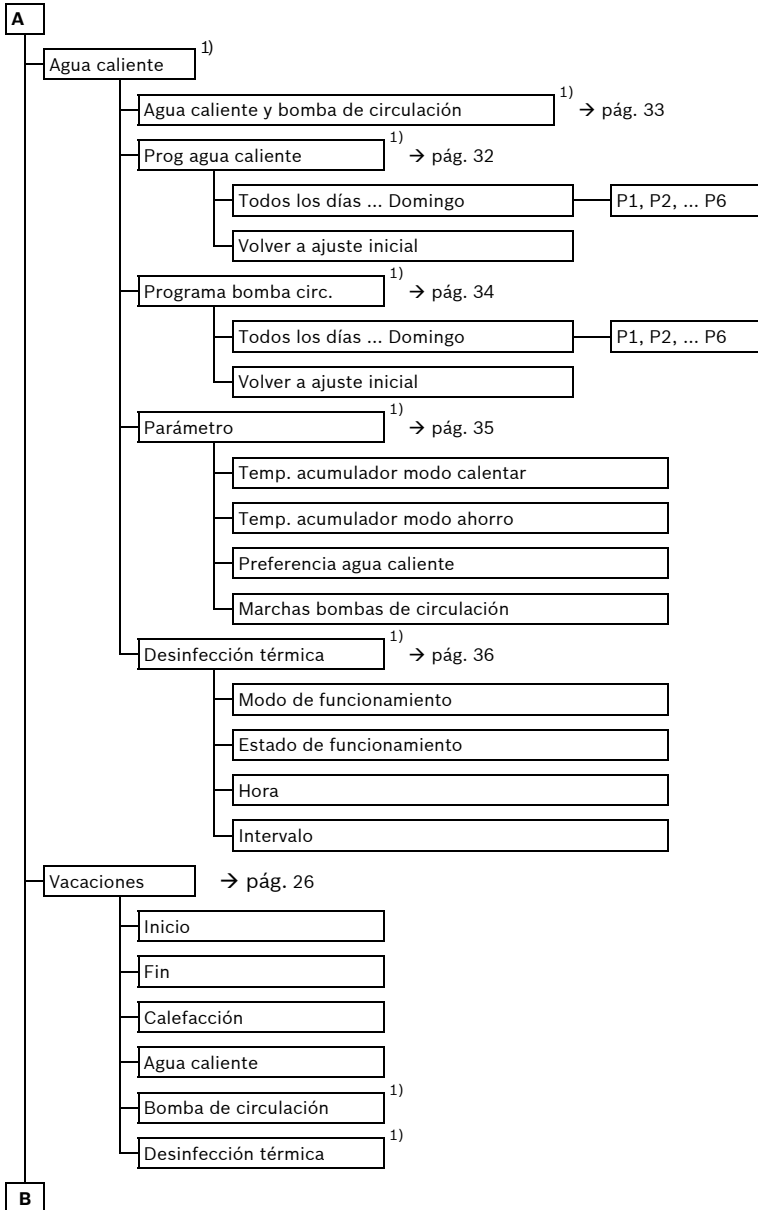 A
Agua caliente 1)
Agua caliente y bomba de circulación 1) → pág. 33
Prog agua caliente 1) → pág. 32
Todos los días ... Domingo P1, P2, ... P6
Volver a ajuste inicial
Programa bomba circ. 1) → pág. 34
Todos los días ... Domingo P1, P2, ... P6
Volver a ajuste inicial
Parámetro 1) → pág. 35
Temp. acumulador modo calentar
Temp. acumulador modo ahorro
Preferencia agua caliente
Marchas bombas de circulación
Desinfección térmica 1) → pág. 36
Modo de funcionamiento
Estado de funcionamiento
Hora
Intervalo
Vacaciones → pág. 26
Inicio
Fin
Calefacción
Agua caliente
Bomba de circulación 1)
Desinfección térmica 1)
B